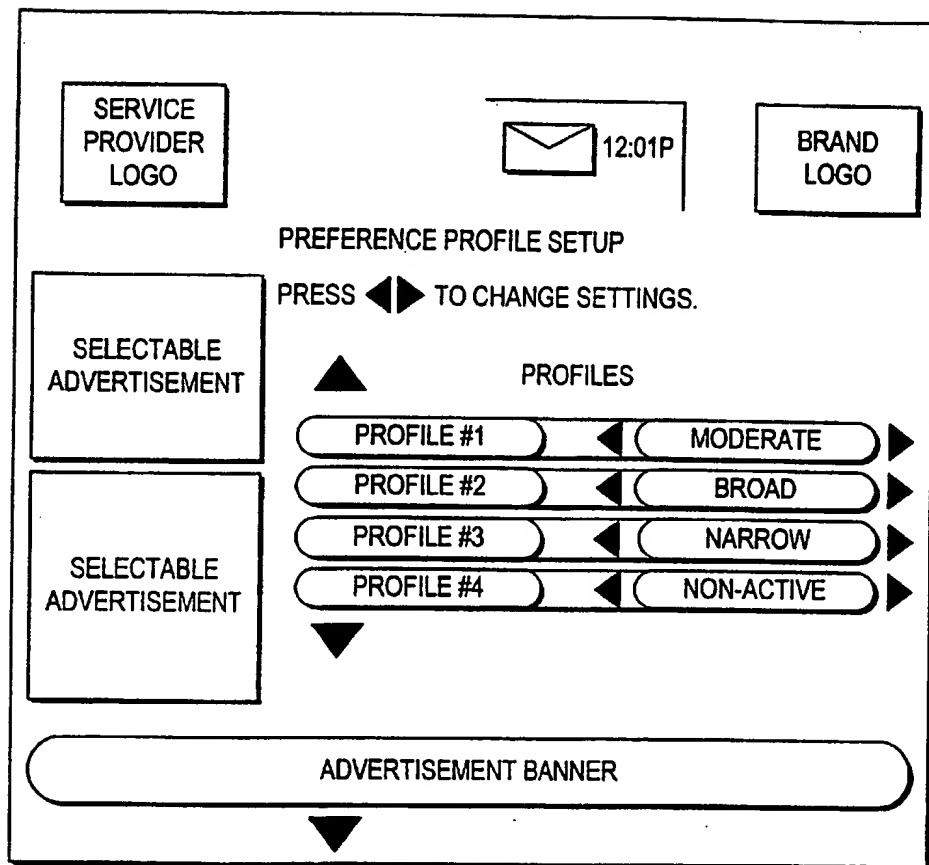 SERVICE
PROVIDER
LOGO
12:01P
BRAND
LOGO
PREFERENCE PROFILE SETUP
PRESS ◀▶ TO CHANGE SETTINGS.
SELECTABLE
ADVERTISEMENT
PROFILES
PROFILE #1 MODERATE
PROFILE #2 BROAD
PROFILE #3 NARROW
PROFILE #4 NON-ACTIVE
SELECTABLE
ADVERTISEMENT
ADVERTISEMENT BANNER